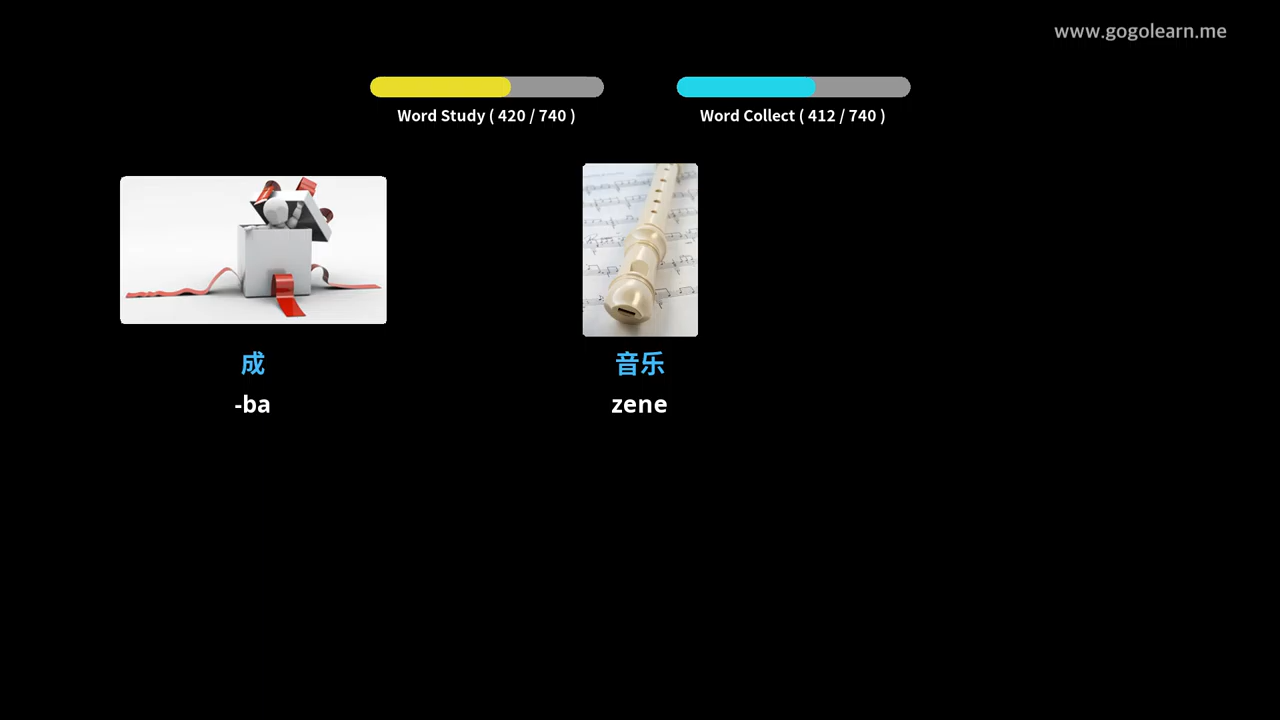 www.gogolearn.me
Word Study ( 420 / 740 )
Word Collect ( 412 / 740 )
成
-ba
音乐
zene